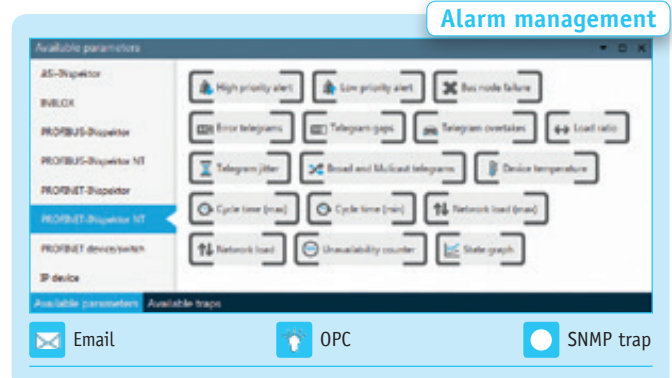 Alarm management
Available parameters
AS-INspektor
INBLOX
PROFIBUS-INspektor
PROFIBUS-INspektor NT
PROFINET-INspektor
PROFINET-INspektor NT
PROFINET device/switch
IP device
High priority alert
Low priority alert
Bus node failure
Error telegrams
Telegram gaps
Telegram overtakes
Load ratio
Telegram jitter
Broad and Multicast telegrams
Device temperature
Cycle time (max)
Cycle time (min)
Network load (max)
Network load
Unavailability counter
State graph
Available parameters Available traps
Email
OPC
SNMP trap